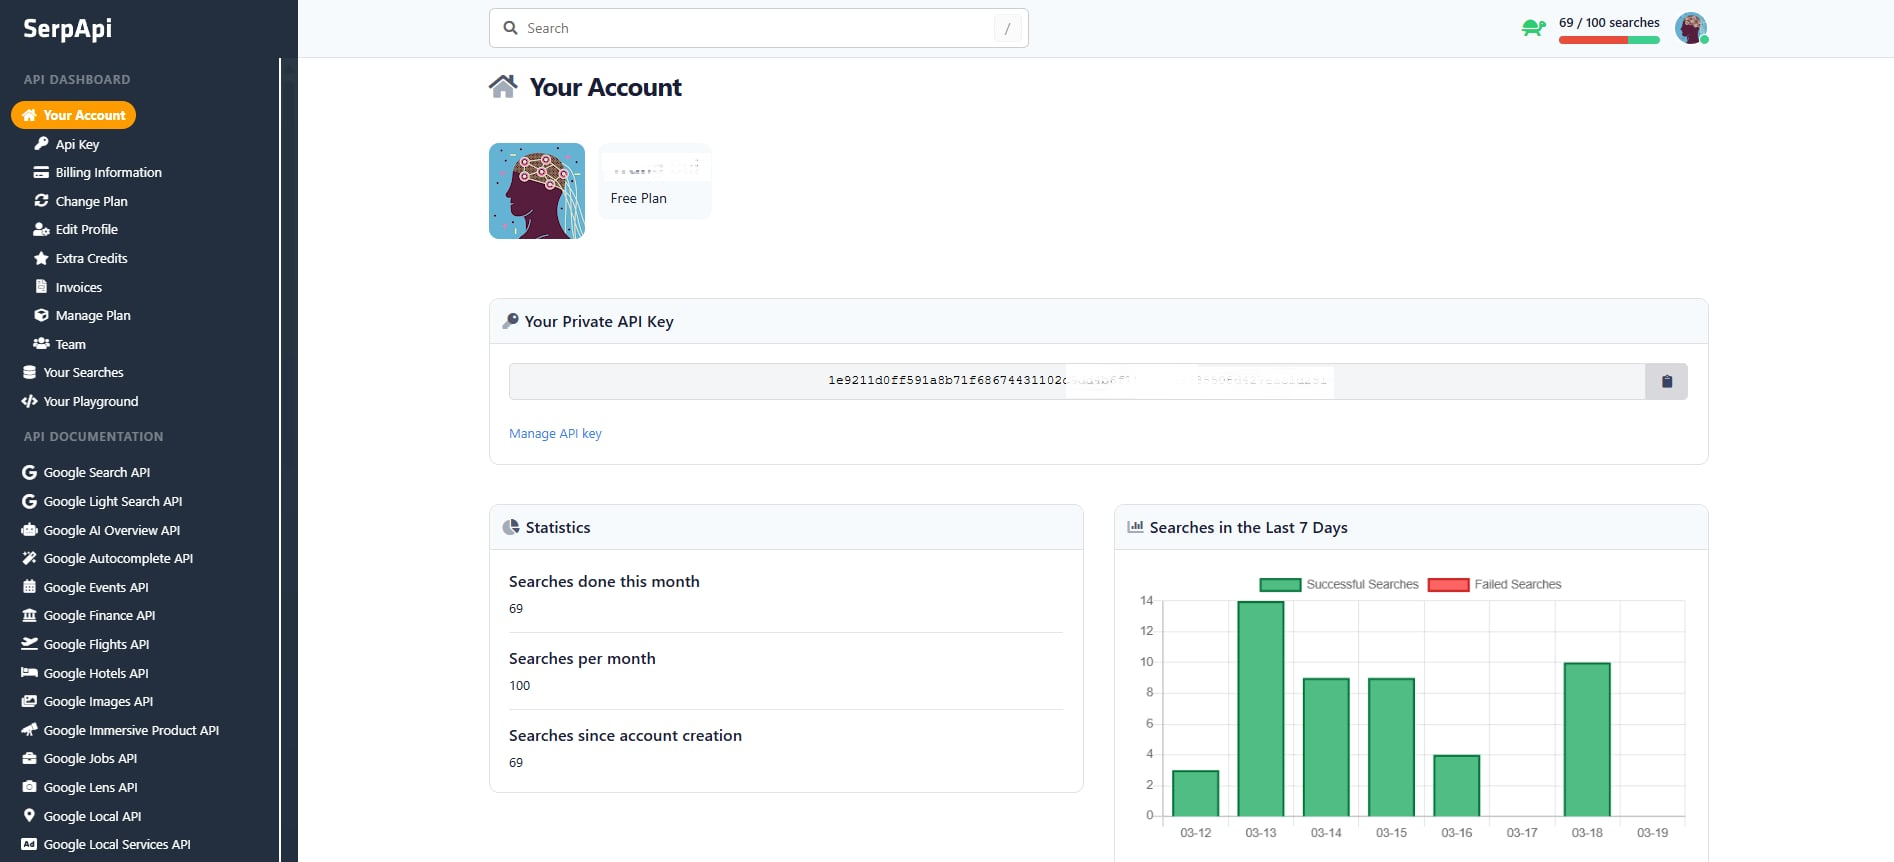 SerpApi
Search
/
69 / 100 searches
API DASHBOARD
Your Account
Api Key
Billing Information
Change Plan
Edit Profile
Extra Credits
Invoices
Manage Plan
Team
Your Searches
Your Playground
API DOCUMENTATION
Google Search API
Google Light Search API
Google AI Overview API
Google Autocomplete API
Google Events API
Google Finance API
Google Flights API
Google Hotels API
Google Images API
Google Immersive Product API
Google Jobs API
Google Lens API
Google Local API
Ad
Google Local Services API
Your Account
Free Plan
Your Private API Key
Manage API key
Statistics
Searches done this month
69
Searches per month
100
Searches since account creation
69
Searches in the Last 7 Days
Successful Searches Failed Searches
14
12
10
8
6
4
2
0
03-12 03-13 03-14 03-15 03-16 03-17 03-18 03-19